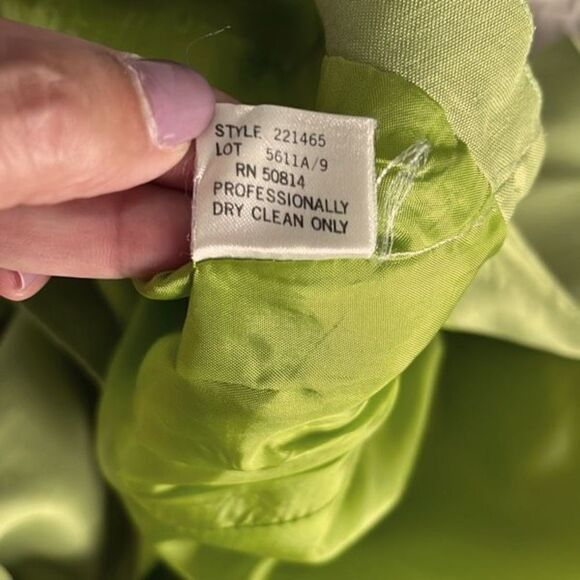 STYLE 221465
LOT 5611A/9
RN 50814
PROFESSIONALLY
DRY CLEAN ONLY